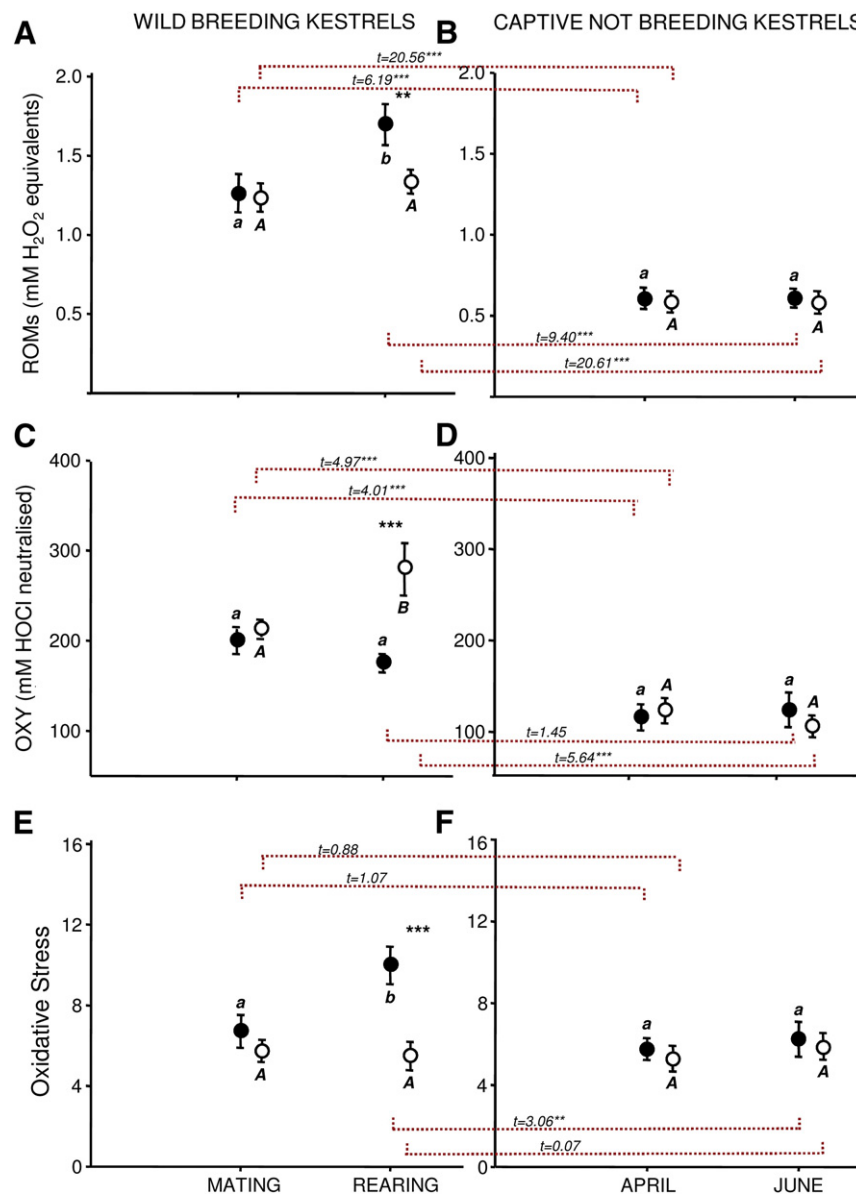 WILD BREEDING KESTRELS
CAPTIVE NOT BREEDING KESTRELS
A
B
t=20.56***
t=6.19***
2.0
1.5
1.0
0.5
ROMs (mM H2O2 equivalents)
**
a
A
b
A
2.0
1.5
1.0
0.5
a
A
a
A
t=9.40***
t=20.61***
C
D
t=4.97***
t=4.01***
400
300
200
100
OXY (mM HOCl neutralised)
***
a
A
a
B
400
300
200
100
a
A
a
A
t=1.45
t=5.64***
E
F
t=0.88
t=1.07
16
12
8
4
0
Oxidative Stress
***
a
A
b
A
16
12
8
4
0
a
A
a
A
t=3.06**
t=0.07
MATING
REARING
APRIL
JUNE